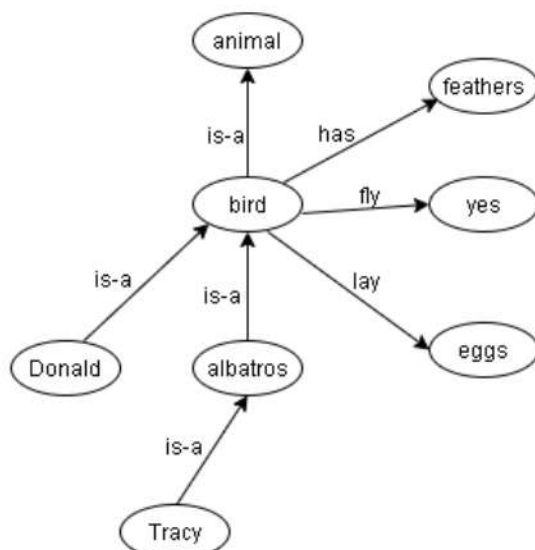 animal
feathers
is-a
has
bird
fly
yes
is-a
is-a
lay
eggs
Donald
albatros
is-a
Tracy